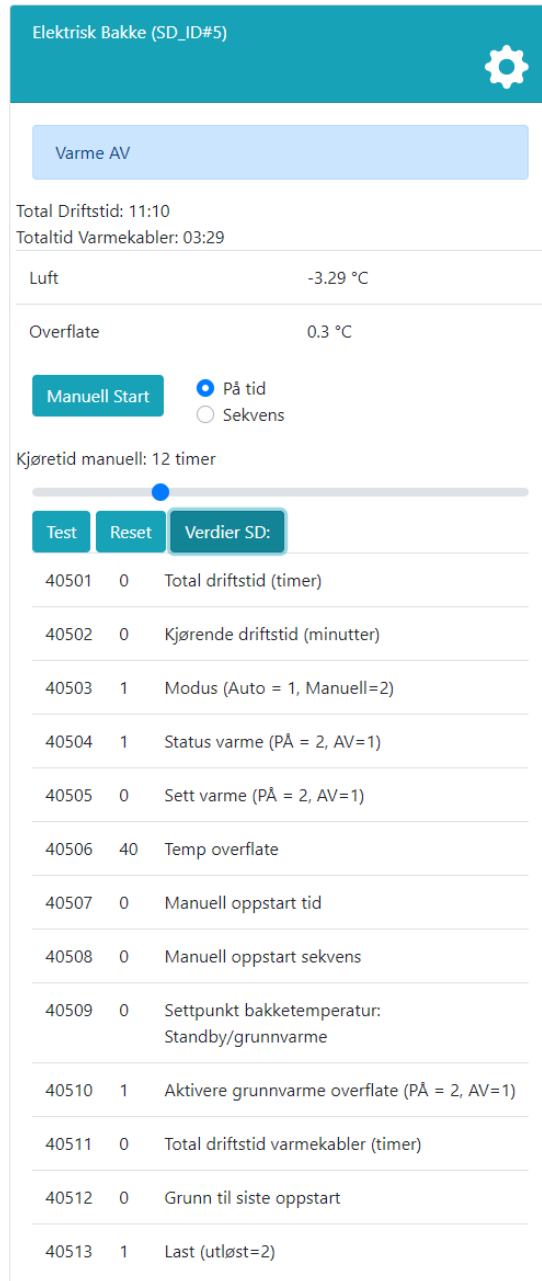 Elektrisk Bakke (SD_ID#5)
Varme AV
Total Driftstid: 11:10
Totaltid Varmekabler: 03:29
Luft -3.29 °C
Overflate 0.3 °C
Manuell Start
På tid
Sekvens
Kjøretid manuell: 12 timer
Test Reset Verdier SD:
40501 0 Total driftstid (timer)
40502 0 Kjørende driftstid (minutter)
40503 1 Modus (Auto = 1, Manuell=2)
40504 1 Status varme (PÅ = 2, AV=1)
40505 0 Sett varme (PÅ = 2, AV=1)
40506 40 Temp overflate
40507 0 Manuell oppstart tid
40508 0 Manuell oppstart sekvens
40509 0 Settpunkt bakketemperatur:
Standby/grunnvarme
40510 1 Aktivere grunnvarme overflate (PÅ = 2, AV=1)
40511 0 Total driftstid varmekabler (timer)
40512 0 Grunn til siste oppstart
40513 1 Last (utløst=2)